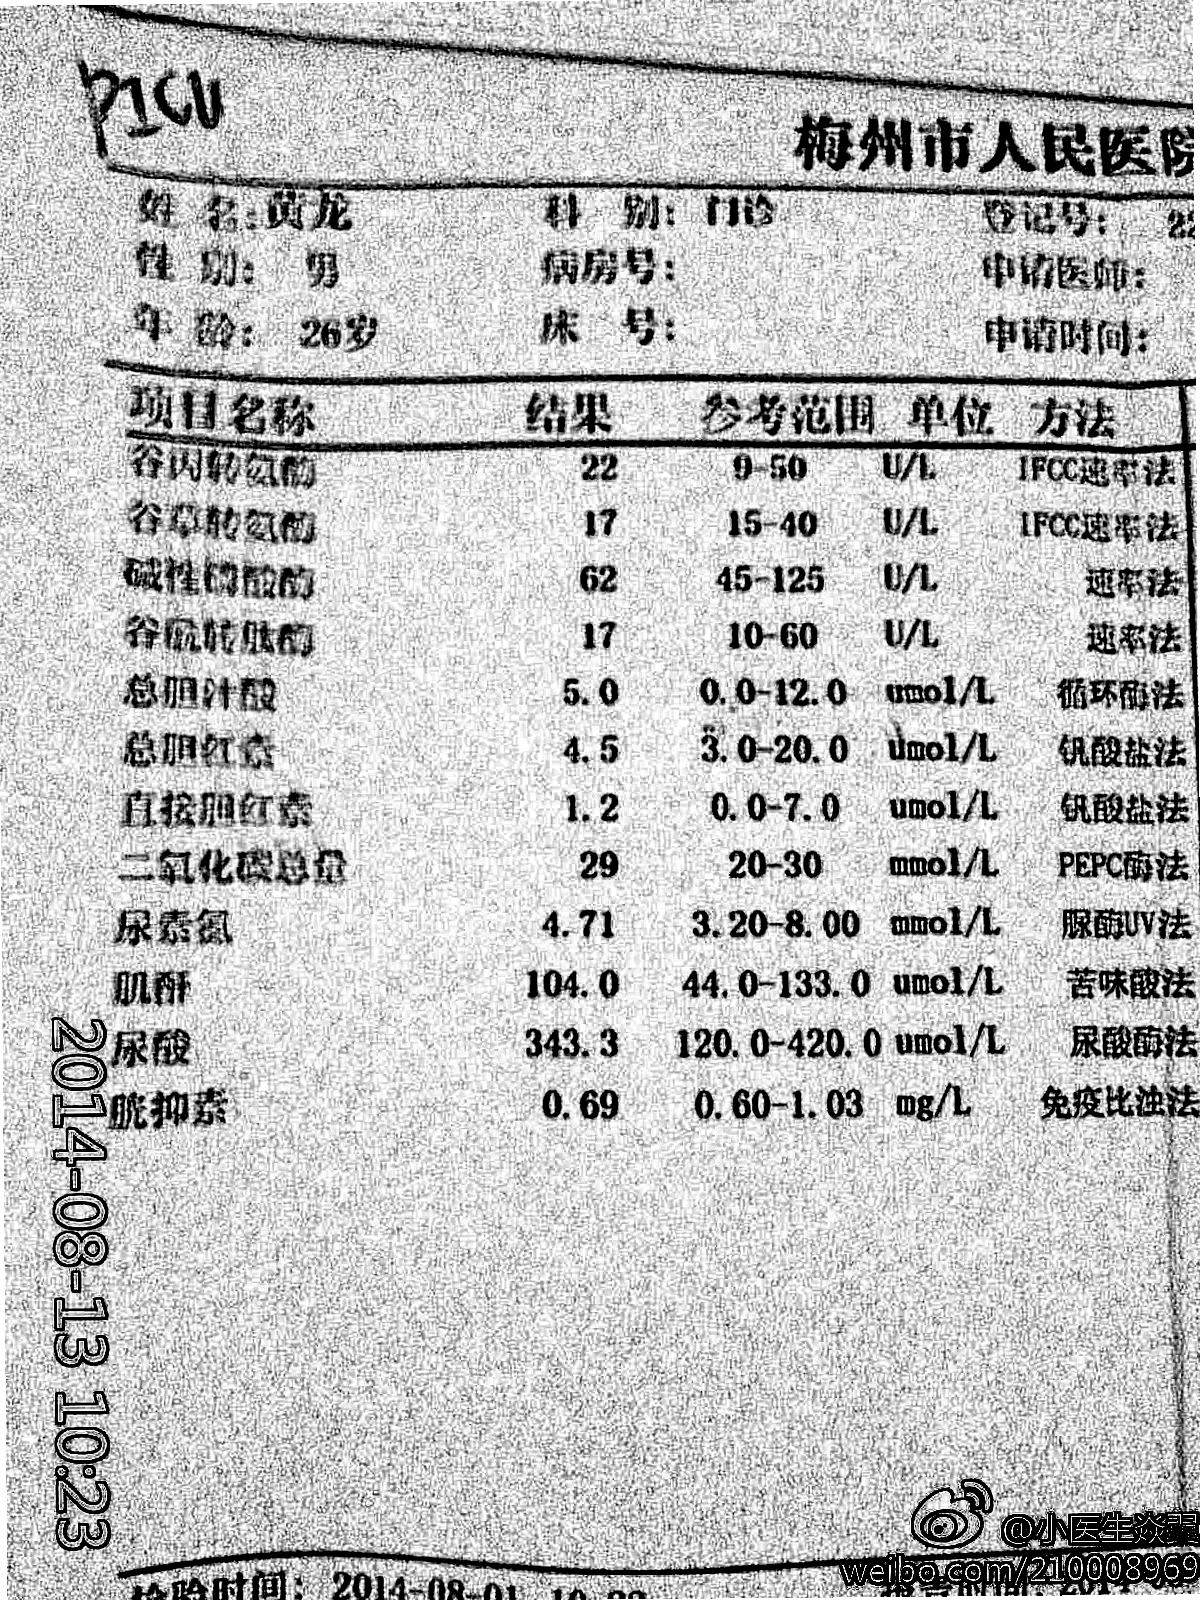 PICU
梅州市人民医院
姓 名: 黄龙 科 别: 门诊 登记号: 22
性 别: 男 病房号: 申请医师:
年 龄: 26岁 床 号: 申请时间:
项目名称 结果 参考范围 单位 方法
谷丙转氨酶 22 9-50 U/L IFCC速率法
谷草转氨酶 17 15-40 U/L IFCC速率法
碱性磷酸酶 62 45-125 U/L 速率法
谷氨酰转肽酶 17 10-60 U/L 速率法
总胆汁酸 5.0 0.0-12.0 umol/L 循环酶法
总胆红素 4.5 3.0-20.0 umol/L 钒酸盐法
直接胆红素 1.2 0.0-7.0 umol/L 钒酸盐法
二氧化碳总量 29 20-30 mmol/L PEPC酶法
尿素氮 4.71 3.20-8.00 mmol/L 脲酶UV法
肌酐 104.0 44.0-133.0 umol/L 苦味酸法
尿酸 343.3 120.0-420.0 umol/L 尿酸酶法
胱抑素 0.69 0.60-1.03 mg/L 免疫比浊法
2014-08-13 10:23
@小医生焱翯
weibo.com/210008969
检验时间: 2014-08-01 报告时间: 2014